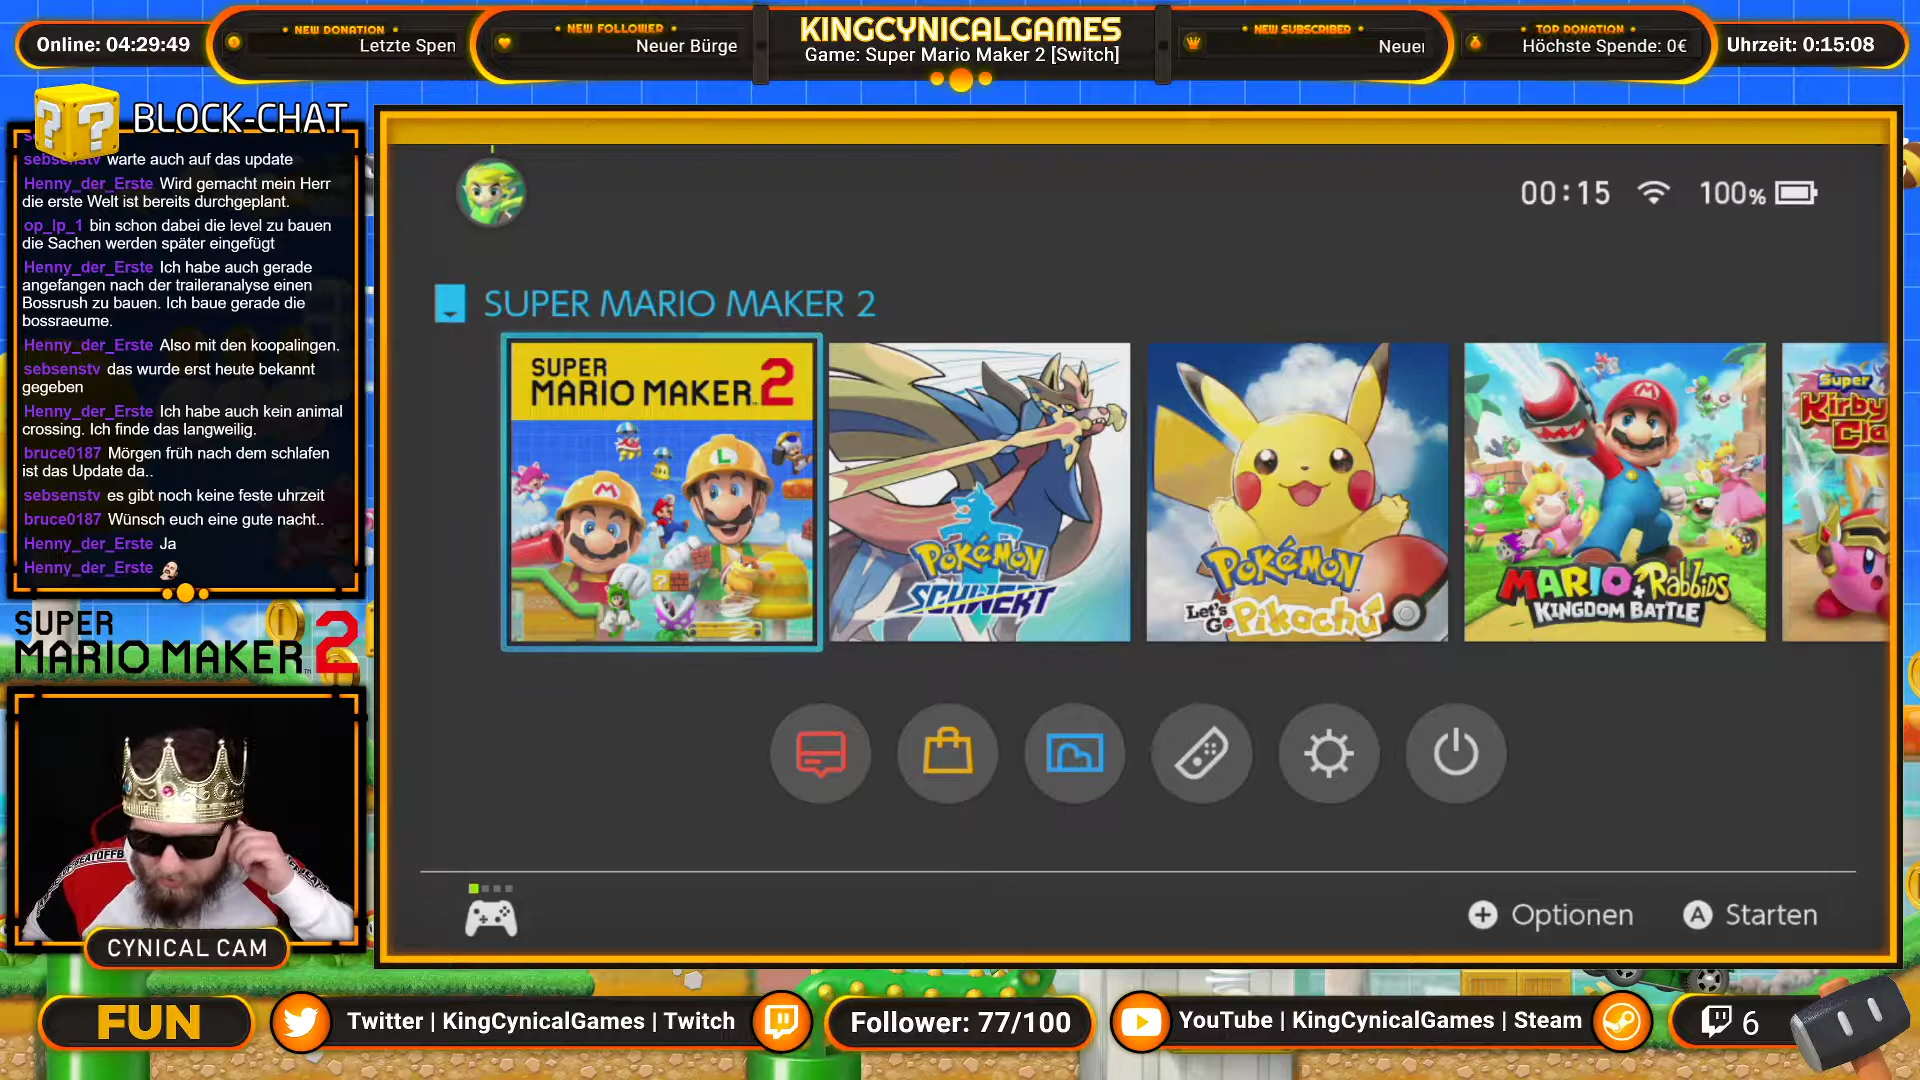 Online: 04:29:49
NEW DONATION
Letzte Spen
NEW FOLLOWER
Neuer Bürge
KINGCYNICALGAMES
Game: Super Mario Maker 2 [Switch]
NEW SUBSCRIBER
Neuer
TOP DONATION
Höchste Spende: 0€
Uhrzeit: 0:15:08
BLOCK-CHAT
sebsenstv warte auch auf das update
Henny_der_Erste Wird gemacht mein Herr
die erste Welt ist bereits durchgeplant.
op_lp_1 bin schon dabei die level zu bauen
die Sachen werden später eingefügt
Henny_der_Erste Ich habe auch gerade
angefangen nach der traileranalyse einen
Bossrush zu bauen. Ich baue gerade die
bossraeume.
Henny_der_Erste Also mit den koopalingen.
sebsenstv das wurde erst heute bekannt
gegeben
Henny_der_Erste Ich habe auch kein animal
crossing. Ich finde das langweilig.
bruce0187 Mörgen früh nach dem schlafen
ist das Update da..
sebsenstv es gibt noch keine feste uhrzeit
bruce0187 Wünsch euch eine gute nacht..
Henny_der_Erste Ja
Henny_der_Erste
SUPER
MARIO MAKER 2
CYNICAL CAM
00:15
100%
SUPER MARIO MAKER 2
SUPER
MARIO MAKER 2
POKÉMON
SCHWERT
POKÉMON
Let's
Go Pikachu
MARIO + Rabbids
KINGDOM BATTLE
Super
Kirby
Cla
Optionen
A Starten
FUN
Twitter | KingCynicalGames | Twitch
Follower: 77/100
YouTube | KingCynicalGames | Steam
6